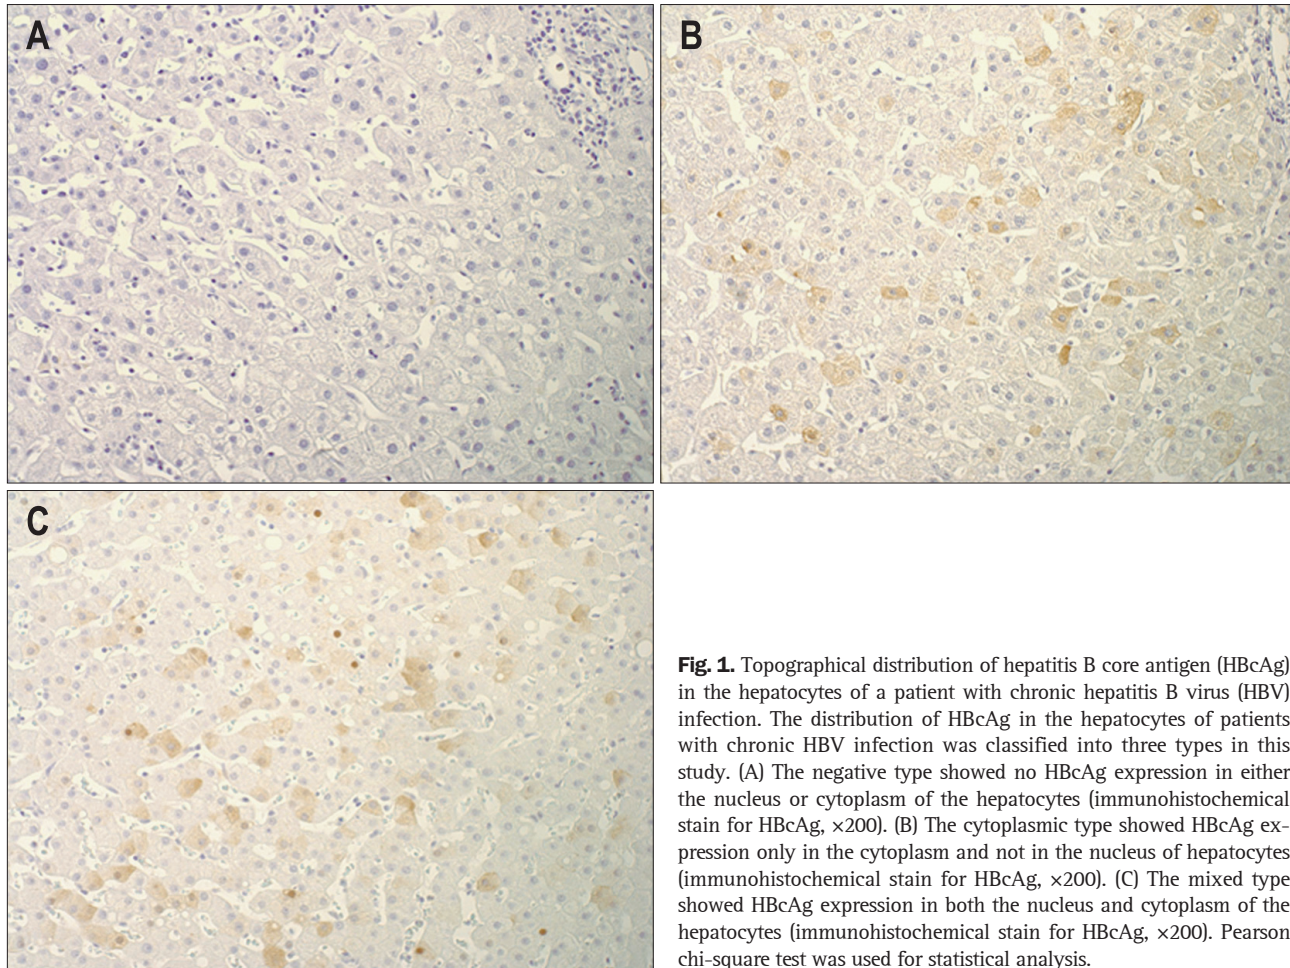 A
B
C
Fig. 1. Topographical distribution of hepatitis B core antigen (HBcAg)
in the hepatocytes of a patient with chronic hepatitis B virus (HBV)
infection. The distribution of HBcAg in the hepatocytes of patients
with chronic HBV infection was classified into three types in this
study. (A) The negative type showed no HBcAg expression in either
the nucleus or cytoplasm of the hepatocytes (immunohistochemical
stain for HBcAg, ×200). (B) The cytoplasmic type showed HBcAg ex-
pression only in the cytoplasm and not in the nucleus of hepatocytes
(immunohistochemical stain for HBcAg, ×200). (C) The mixed type
showed HBcAg expression in both the nucleus and cytoplasm of the
hepatocytes (immunohistochemical stain for HBcAg, ×200). Pearson
chi-square test was used for statistical analysis.